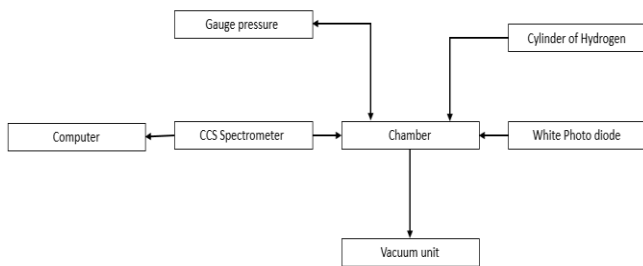 Gauge pressure
Cylinder of Hydrogen
Computer
CCS Spectrometer
Chamber
White Photo diode
Vacuum unit